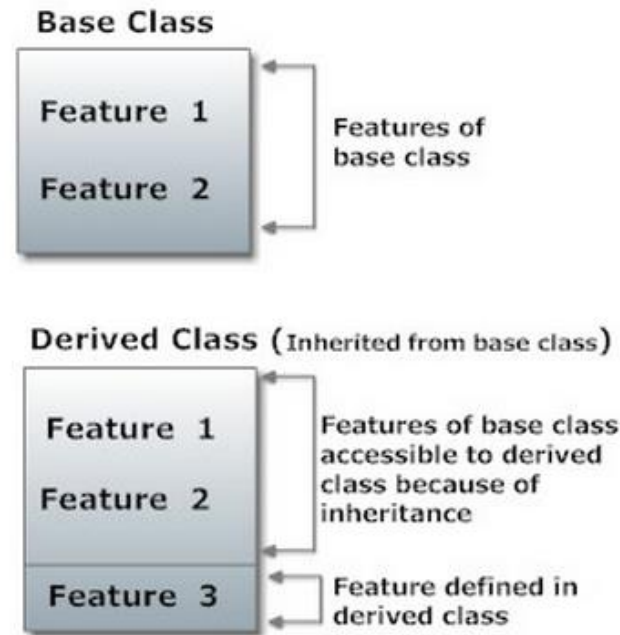 Base Class
Feature 1
Feature 2
Features of
base class
Derived Class (Inherited from base class)
Feature 1
Feature 2
Features of base class
accessible to derived
class because of
inheritance
Feature 3
Feature defined in
derived class